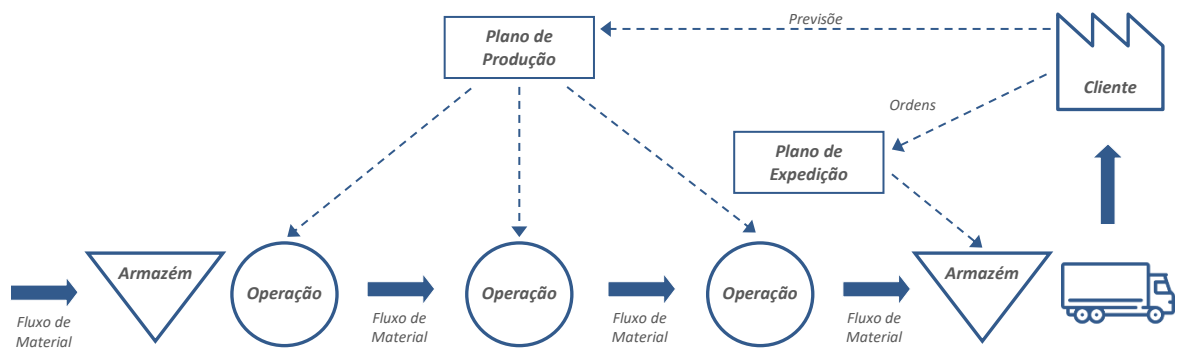 Previsõe
Plano de
Produção
Cliente
Ordens
Plano de
Expedição
Armazém
Operação
Operação
Operação
Armazém
Fluxo de
Material
Fluxo de
Material
Fluxo de
Material
Fluxo de
Material